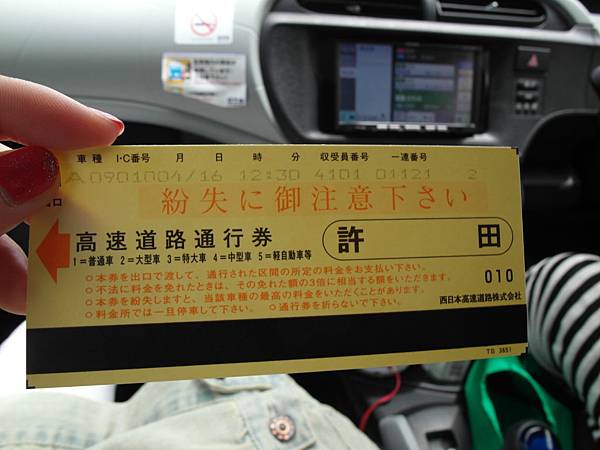 車種 I・C番号 月 日 時 分 収受員番号 一連番号
A 09010 04/16 12:30 4101 01121 2
紛失に御注意下さい
高速道路通行券
許田
1=普通車 2=大型車 3=特大車 4=中型車 5=軽自動車等
○本券を出口で渡して、通行された区間の所定の料金をお支払い下さい。
○不法に料金を免れたときは、その免れた額の3倍に相当する額をいただきます。
○本券を紛失しますと、当該車種の最高の料金をいただくことがあります。
○料金所では一旦停車して下さい。 ○通行券を折らないで下さい。
010
西日本高速道路株式会社
TG 3651